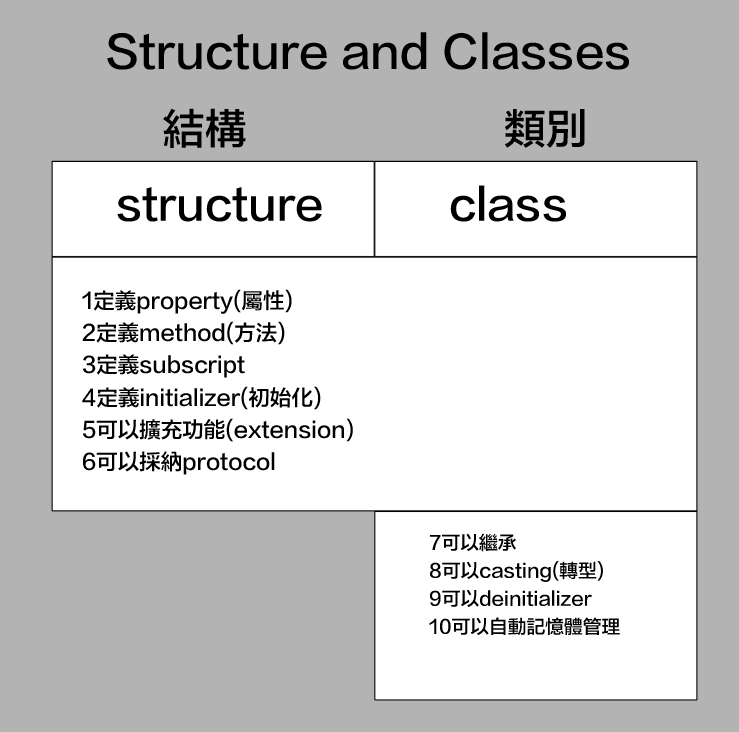 Structure and Classes
結構 類別
structure class
1定義property(屬性)
2定義method(方法)
3定義subscript
4定義initializer(初始化)
5可以擴充功能(extension)
6可以採納protocol
7可以繼承
8可以casting(轉型)
9可以deinitializer
10可以自動記憶體管理